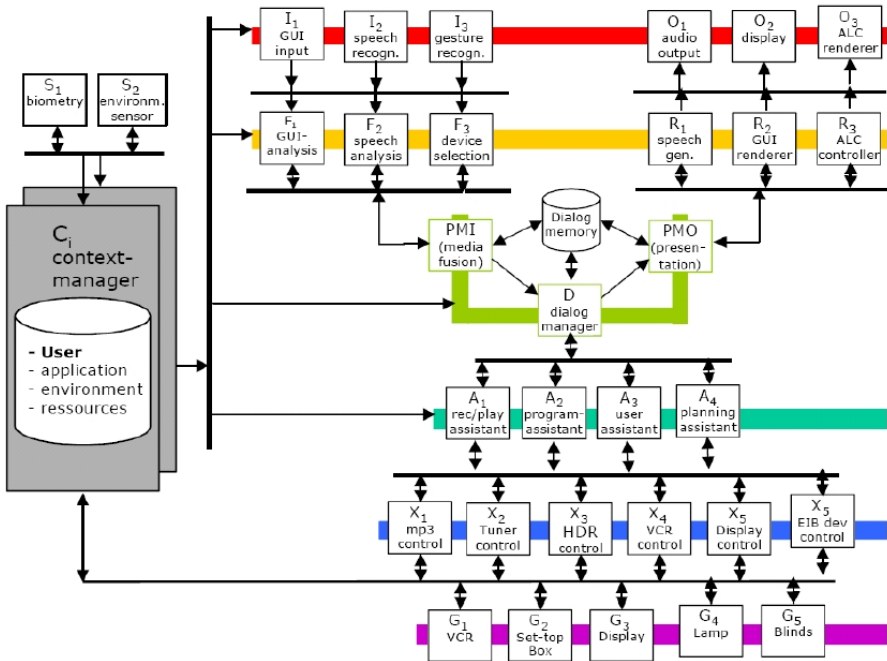 I1
GUI
input
I2
speech
recogn.
I3
gesture
recogn.
O1
audio
output
O2
display
O3
ALC
renderer
S1
biometry
S2
environm.
sensor
F1
GUI-
analysis
F2
speech
analysis
F3
device
selection
R1
speech
gen.
R2
GUI
renderer
R3
ALC
controller
Ci
context-
manager
- User
- application
- environment
- ressources
PMI
(media
fusion)
Dialog
memory
PMO
(presen-
tation)
D
dialog
manager
A1
rec/play
assistant
A2
program-
assistant
A3
user
assistant
A4
planning
assistant
X1
mp3
control
X2
Tuner
control
X3
HDR
control
X4
VCR
control
X5
Display
control
X5
EIB dev
control
G1
VCR
G2
Set-top
Box
G3
Display
G4
Lamp
G5
Blinds